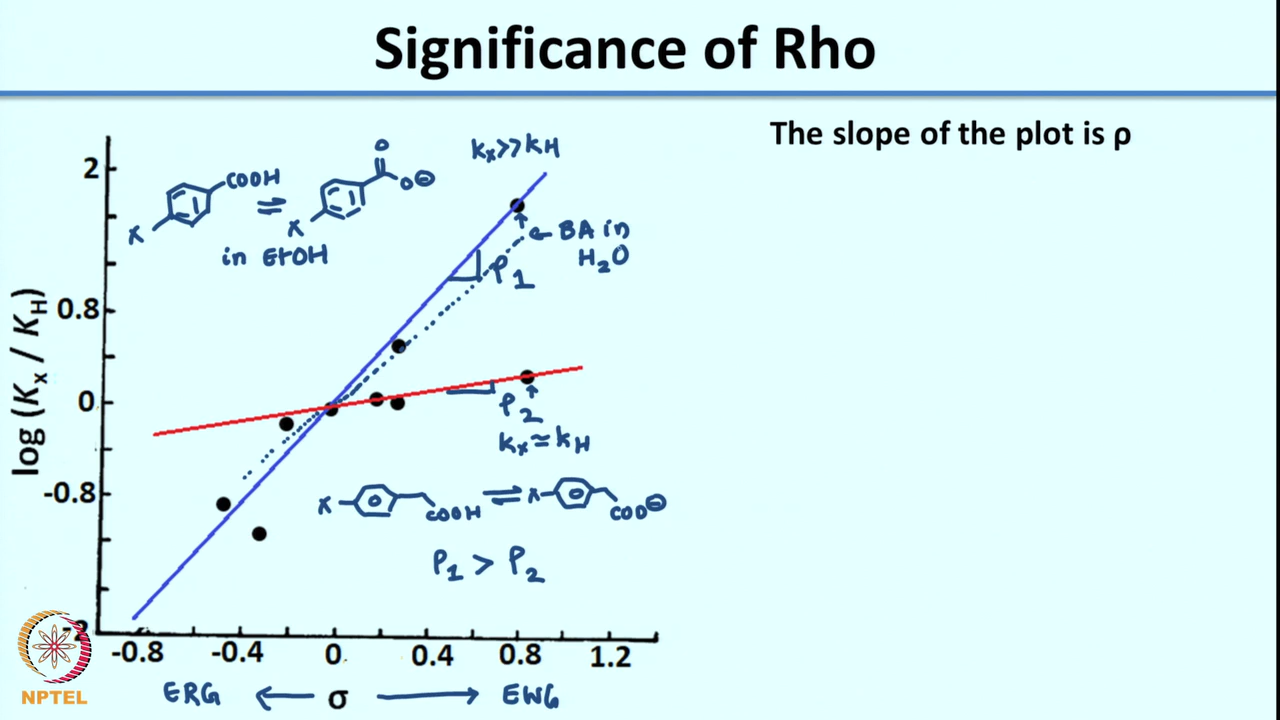 Significance of Rho
The slope of the plot is ρ
log (Kx / KH)
2
0.8
0
-0.8
-2
-0.8
-0.4
0.
0.4
0.8
1.2
X
COOH
⇌
X
O
O⊖
in EtOH
kx>>kH
← BA in
H2O
ρ1
ρ2
kx≃kH
X
COOH
⇌
X
COO⊖
ρ1 > ρ2
ERG ← σ → EWG
NPTEL